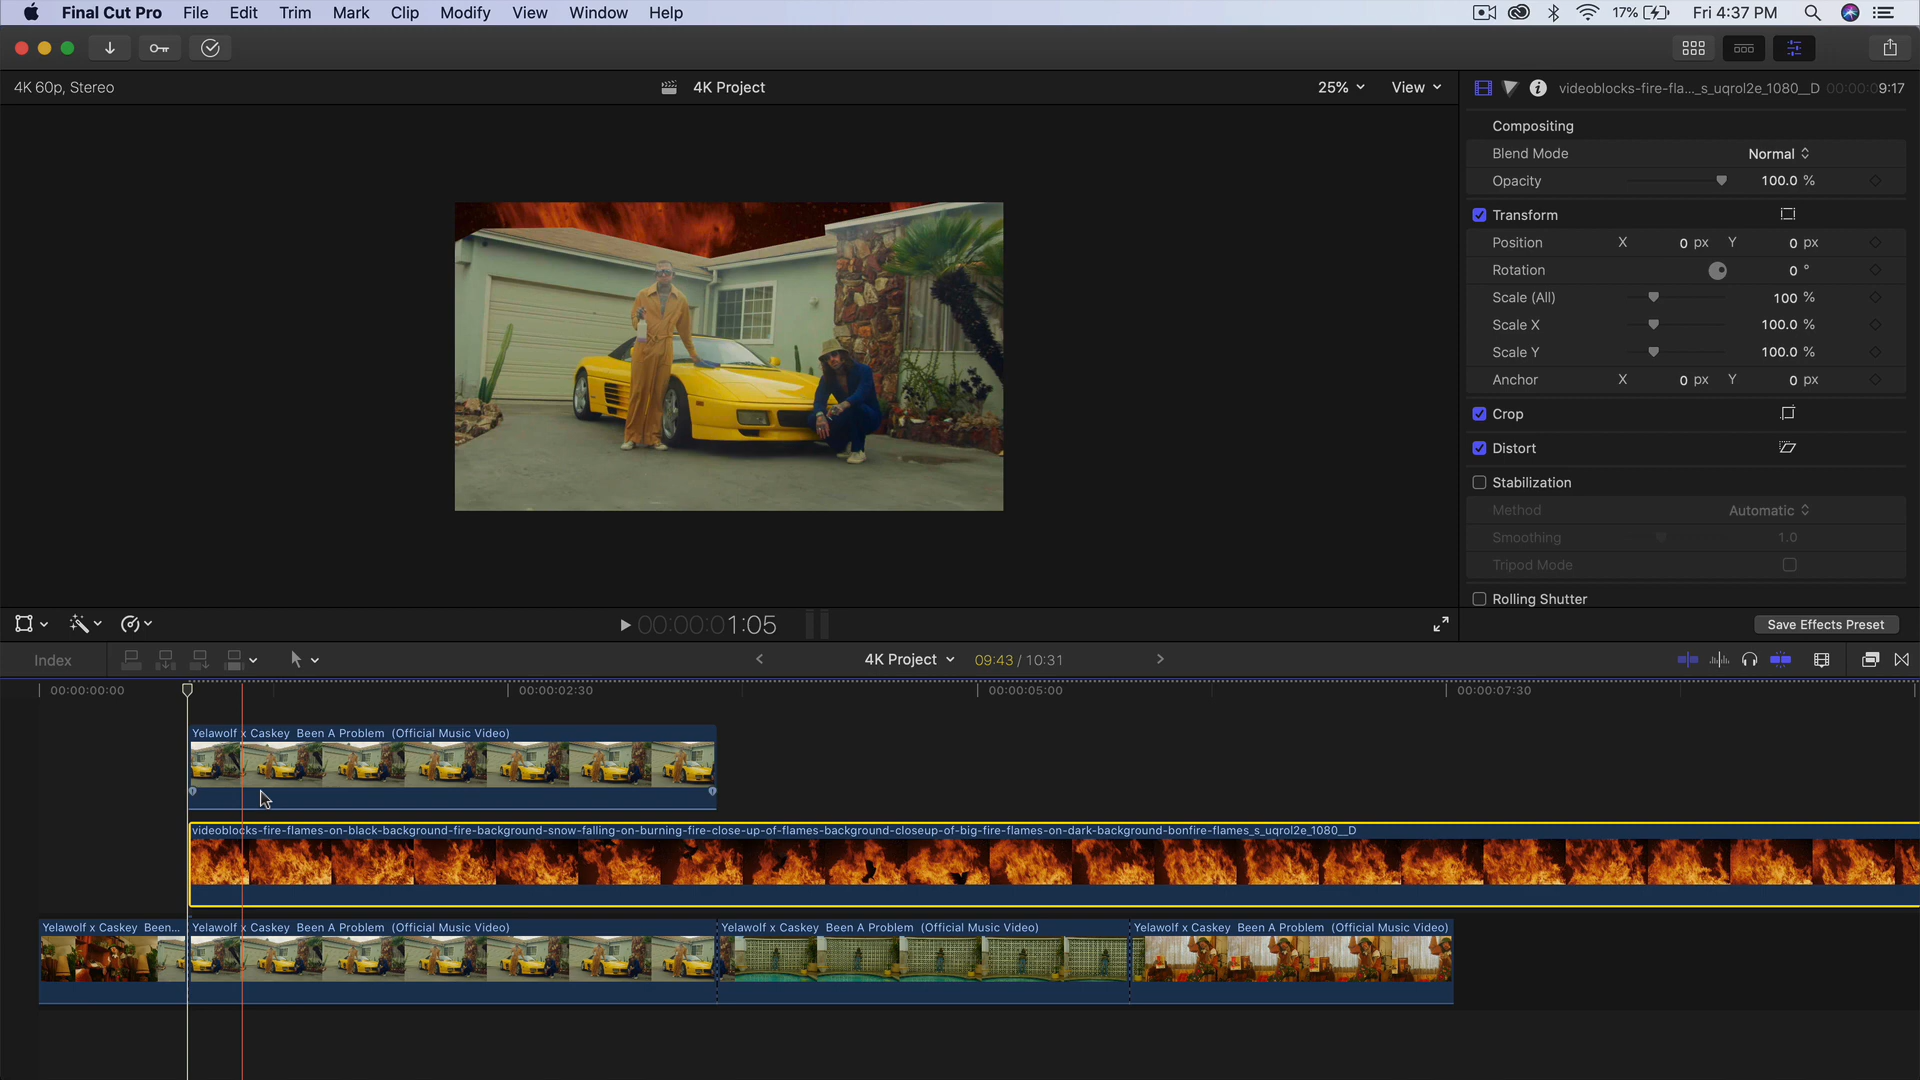 Final Cut Pro File Edit Trim Mark Clip Modify View Window Help 17% Fri 4:37 PM
4K 60p, Stereo 4K Project 25% View videoblocks-fire-fla..._s_uqrol2e_1080__D 00:00:09:17
Compositing
Blend Mode Normal
Opacity 100.0 %
Transform
Position X 0 px Y 0 px
Rotation 0 °
Scale (All) 100 %
Scale X 100.0 %
Scale Y 100.0 %
Anchor X 0 px Y 0 px
Crop
Distort
Stabilization
Method Automatic
Smoothing 1.0
Tripod Mode
Rolling Shutter
00:00:01:05 Save Effects Preset
Index 4K Project 09:43 / 10:31
00:00:00:00 00:00:02:30 00:00:05:00 00:00:07:30
Yelawolf x Caskey Been A Problem (Official Music Video)
videoblocks-fire-flames-on-black-background-fire-background-snow-falling-on-burning-fire-close-up-of-flames-background-closeup-of-big-fire-flames-on-dark-background-bonfire-flames_s_uqrol2e_1080__D
Yelawolf x Caskey Been... Yelawolf x Caskey Been A Problem (Official Music Video) Yelawolf x Caskey Been A Problem (Official Music Video) Yelawolf x Caskey Been A Problem (Official Music Video)